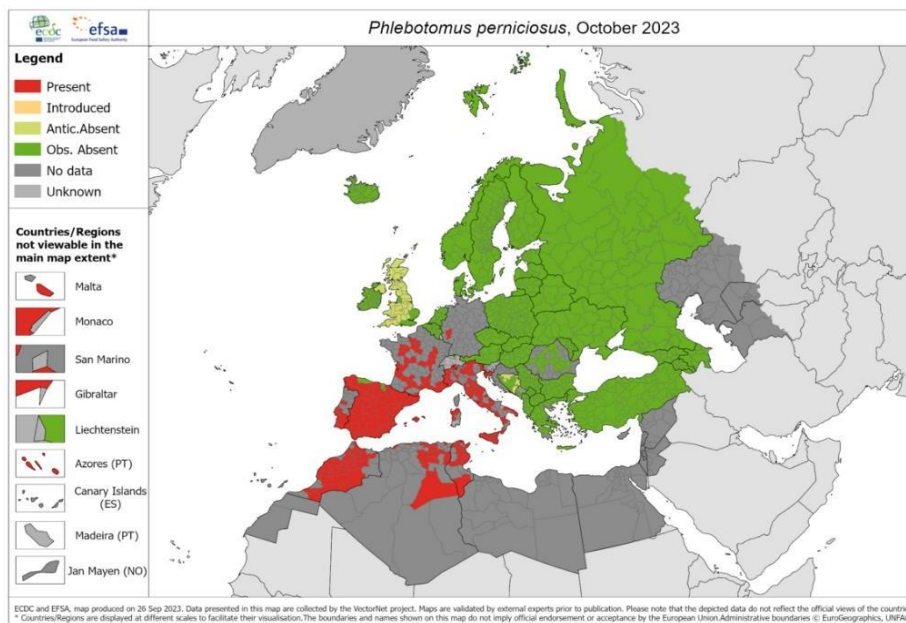 ecdc
efsa
European Food Safety Authority
Phlebotomus perniciosus, October 2023
Legend
Present
Introduced
Antic.Absent
Obs. Absent
No data
Unknown
Countries/Regions
not viewable in the
main map extent*
Malta
Monaco
San Marino
Gibraltar
Liechtenstein
Azores (PT)
Canary Islands
(ES)
Madeira (PT)
Jan Mayen (NO)
ECDC and EFSA, map produced on 26 Sep 2023. Data presented in this map are collected by the VectorNet project. Maps are validated by external experts prior to publication. Please note that the depicted data do not reflect the official views of the countrie
* Countries/Regions are displayed at different scales to facilitate their visualisation.The boundaries and names shown on this map do not imply official endorsement or acceptance by the European Union.Administrative boundaries © EuroGeographics, UNFAO